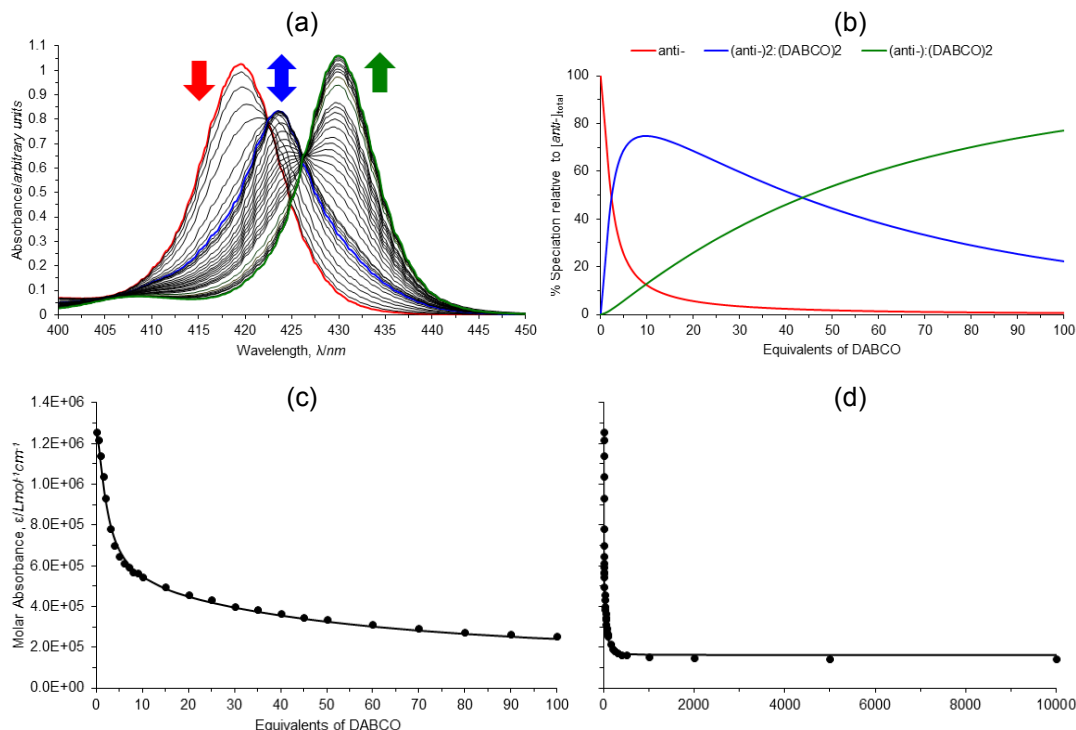 (a)
Absorbance/arbitrary units
1.1
1
0.9
0.8
0.7
0.6
0.5
0.4
0.3
0.2
0.1
0
400 405 410 415 420 425 430 435 440 445 450
Wavelength, λ/nm
(b)
anti- (anti-)2:(DABCO)2 (anti-):(DABCO)2
% Speciation relative to [anti-]total
100
80
60
40
20
0
0 10 20 30 40 50 60 70 80 90 100
Equivalents of DABCO
(c)
Molar Absorbance, ε/Lmol⁻¹cm⁻¹
1.4E+06
1.2E+06
1.0E+06
8.0E+05
6.0E+05
4.0E+05
2.0E+05
0.0E+00
0 10 20 30 40 50 60 70 80 90 100
Equivalents of DABCO
(d)
0 2000 4000 6000 8000 10000